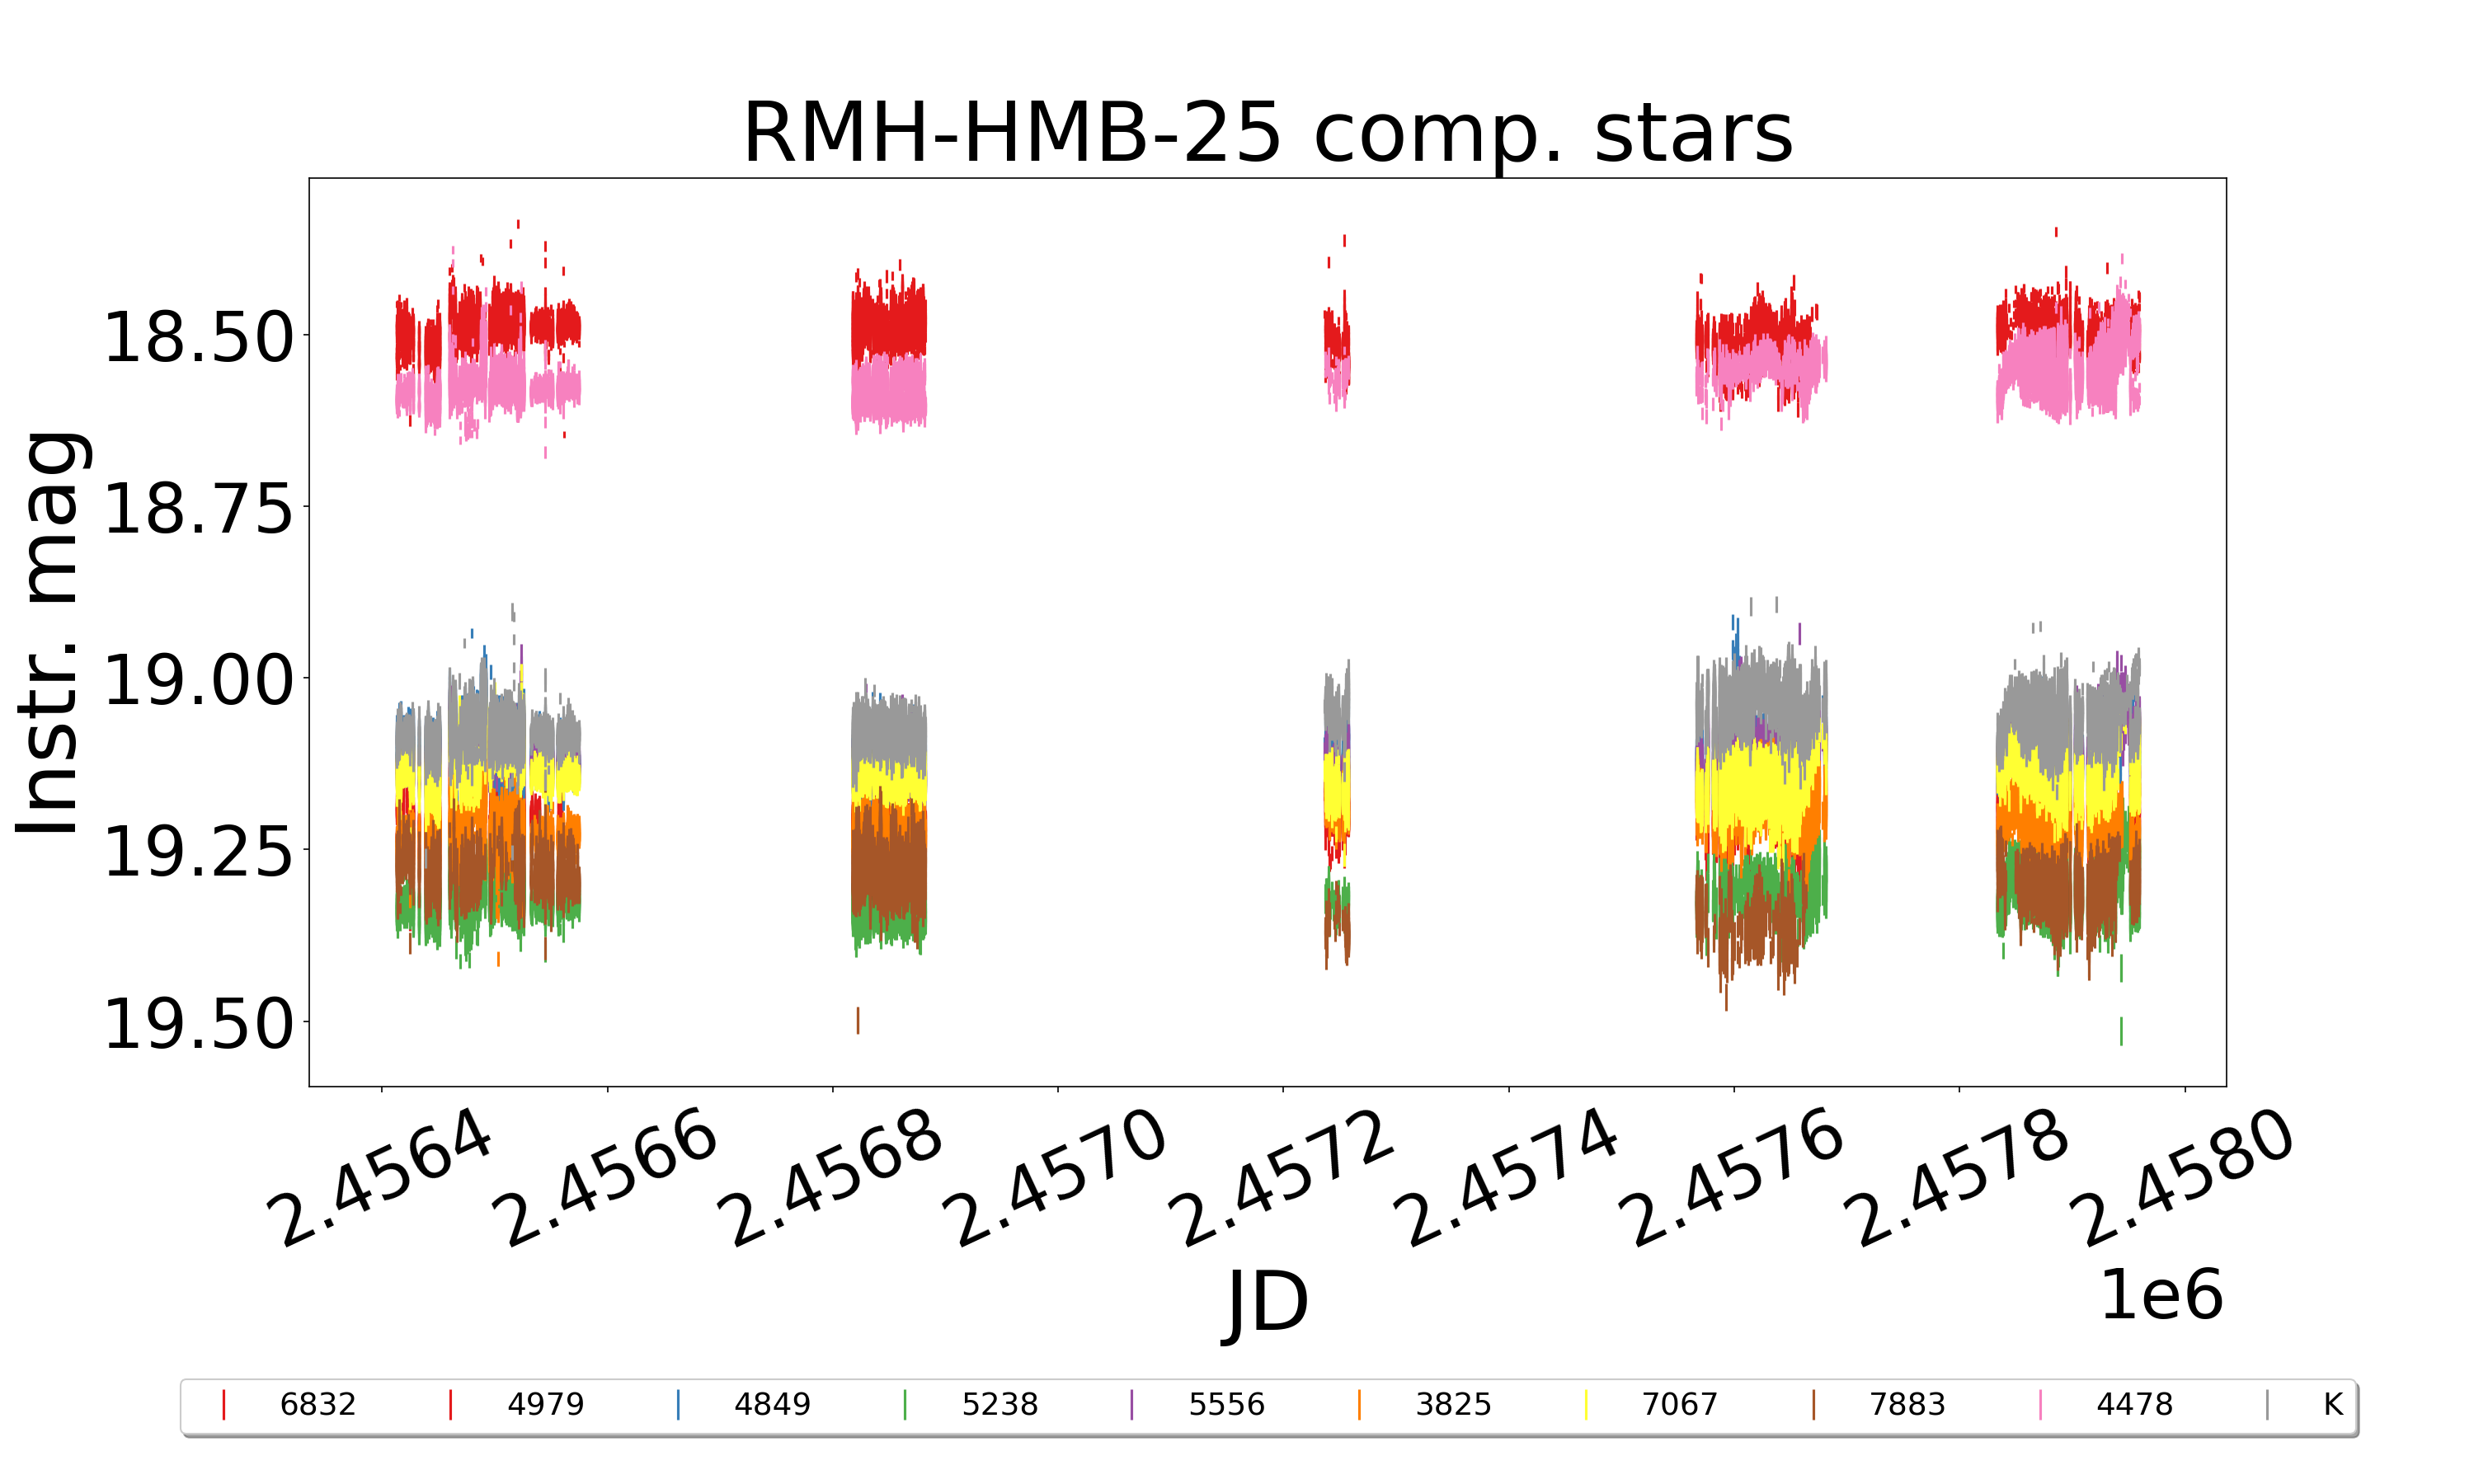 RMH-HMB-25 comp. stars
Instr. mag
18.50
18.75
19.00
19.25
19.50
2.4564 2.4566 2.4568 2.4570 2.4572 2.4574 2.4576 2.4578 2.4580
JD
1e6
6832 4979 4849 5238 5556 3825 7067 7883 4478 K